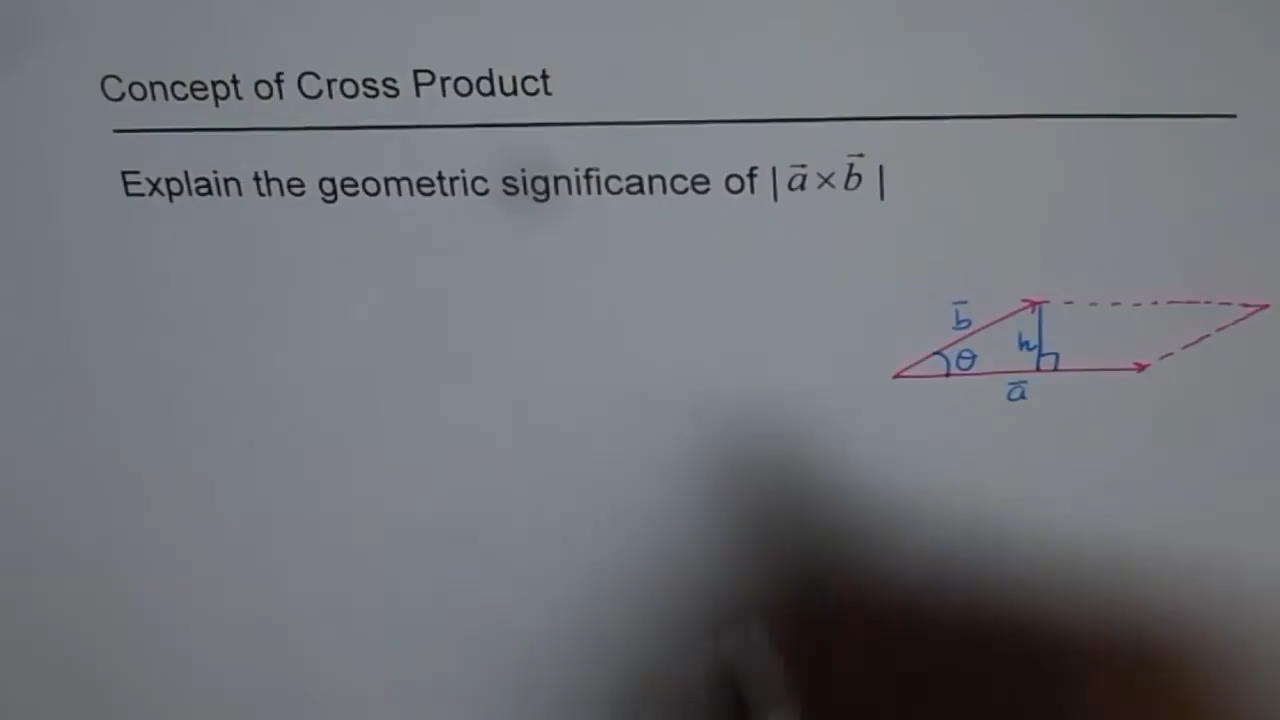 Concept of Cross Product
Explain the geometric significance of | a⃗ × b⃗ |
b̄
θ
h
ā